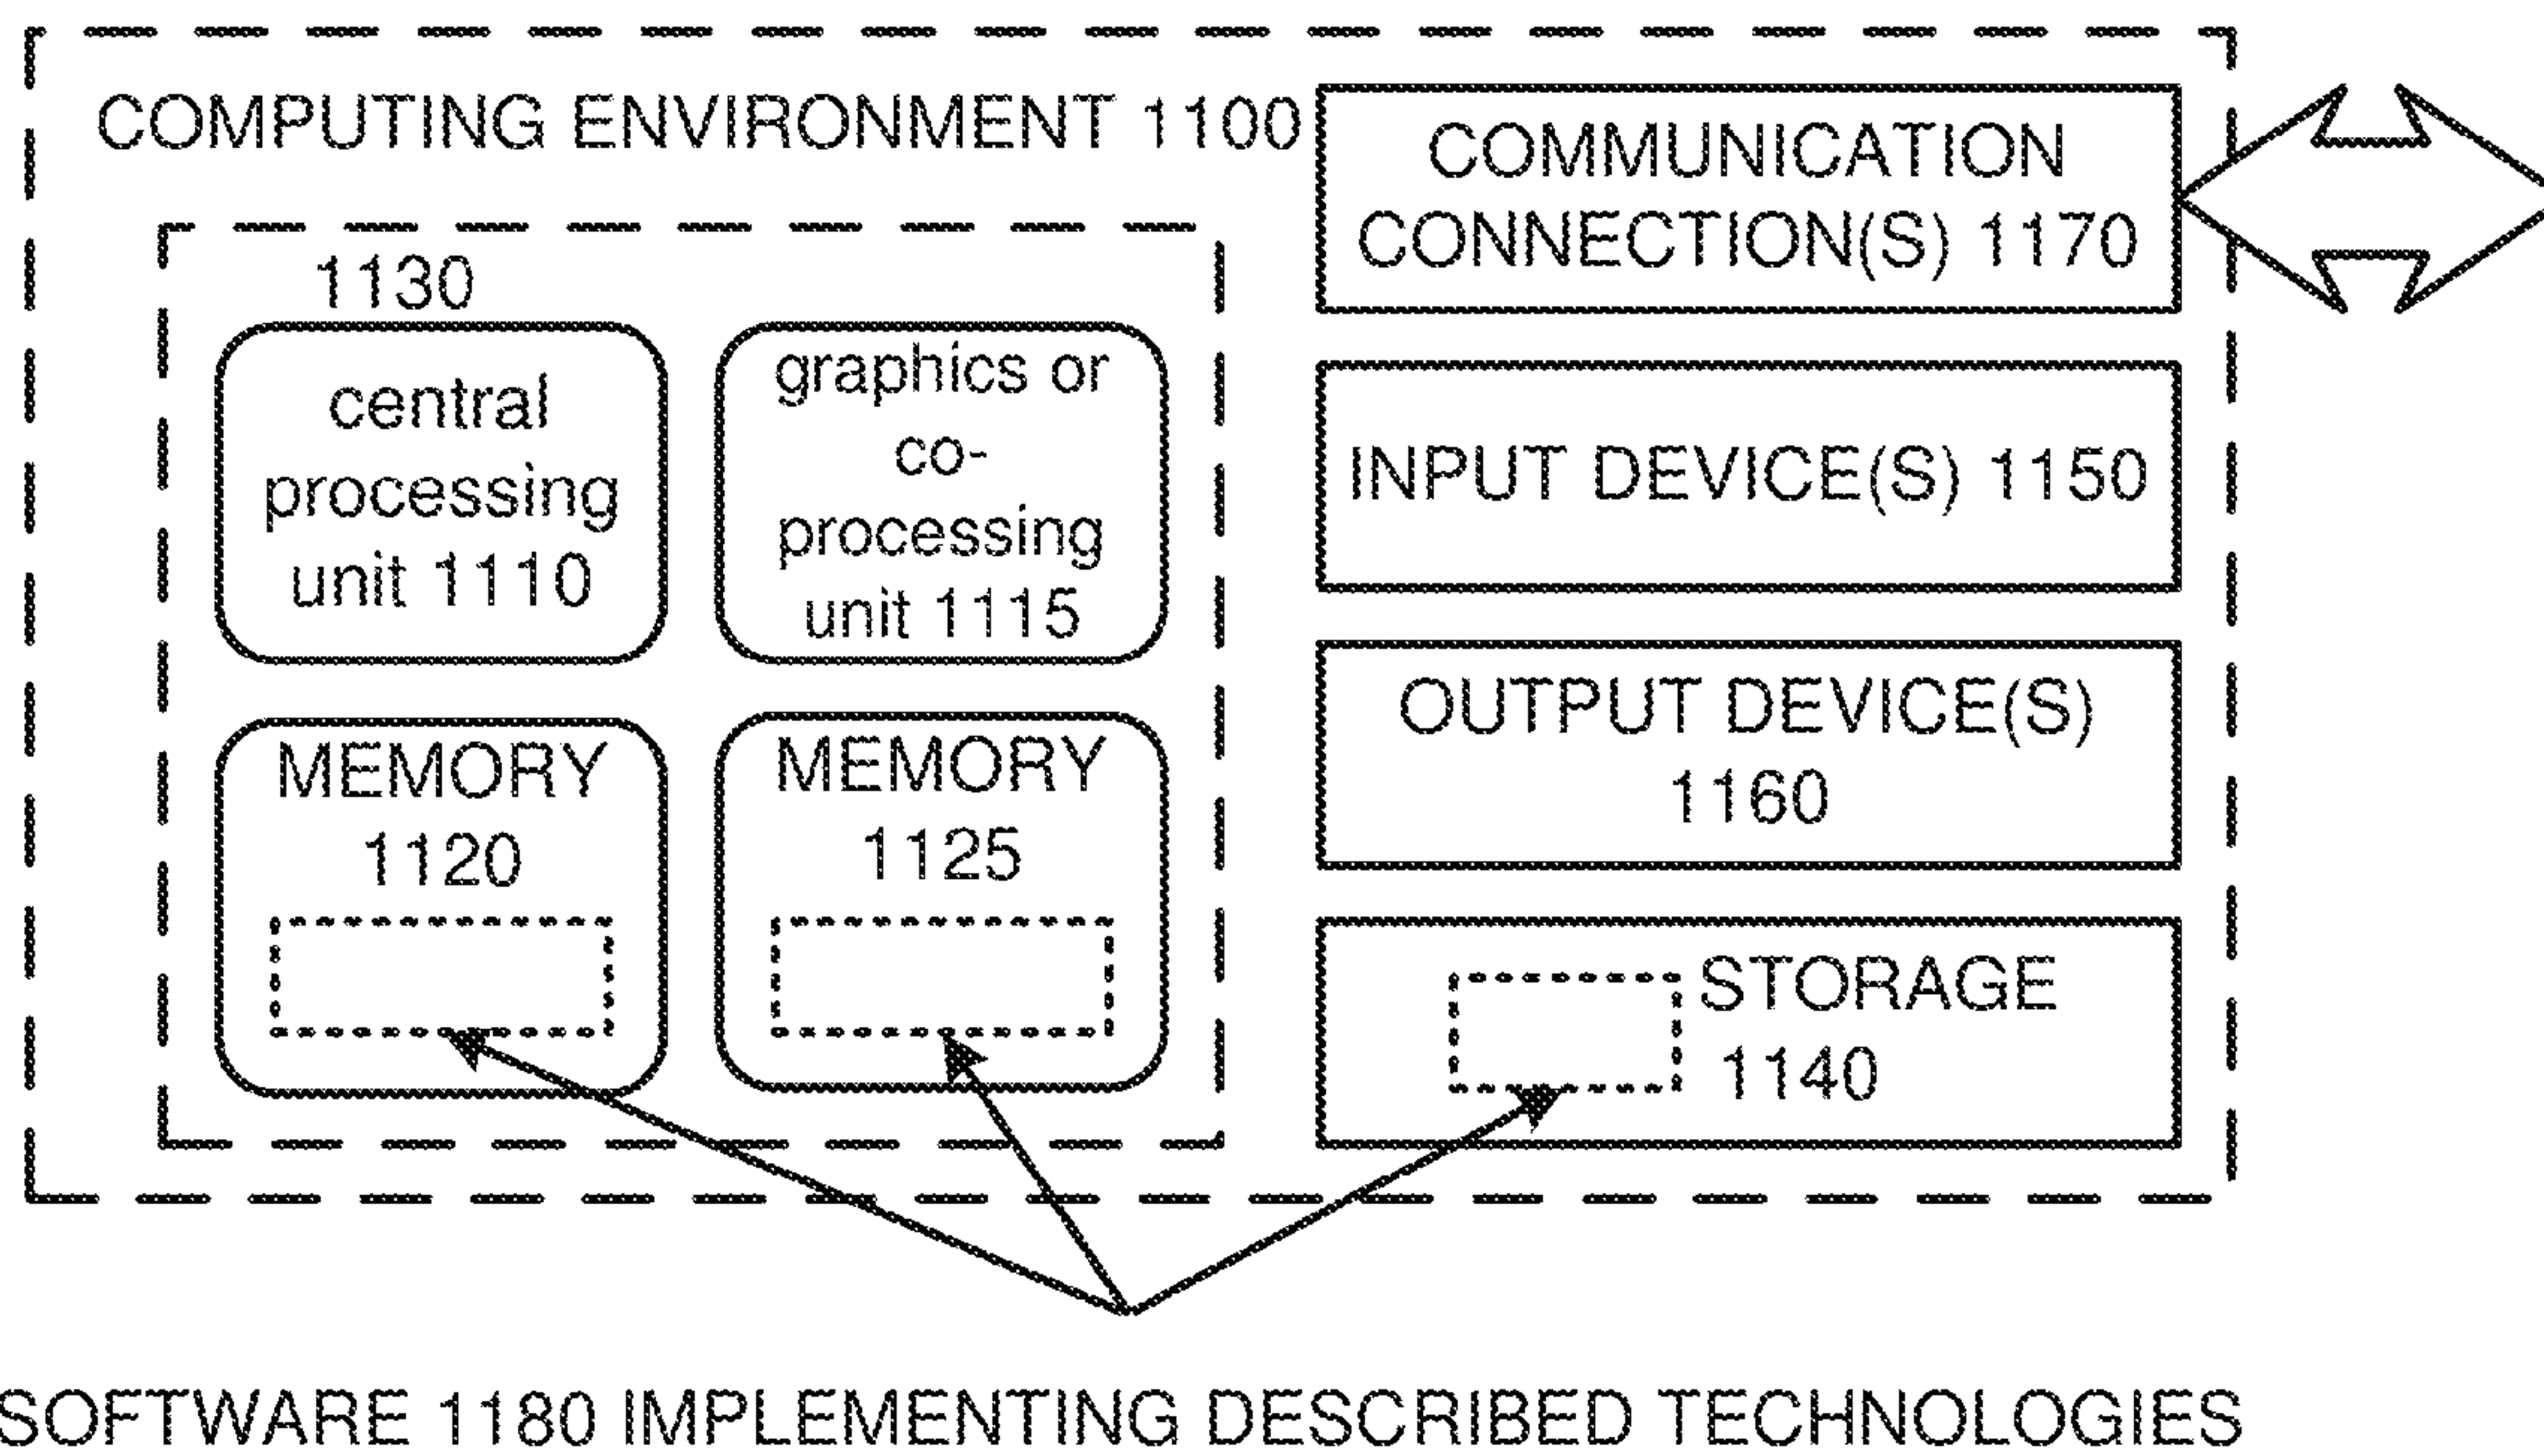 COMPUTING ENVIRONMENT 1100
1130
central
processing
unit 1110
graphics or
co-
processing
unit 1115
MEMORY
1120
MEMORY
1125
COMMUNICATION
CONNECTION(S) 1170
INPUT DEVICE(S) 1150
OUTPUT DEVICE(S)
1160
STORAGE
1140
SOFTWARE 1180 IMPLEMENTING DESCRIBED TECHNOLOGIES